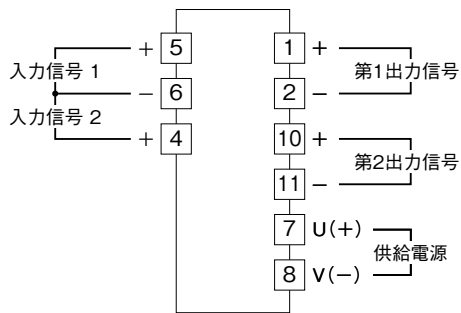 入力信号 1
入力信号 2
+ 5
− 6
+ 4
1 +
2 −
10 +
11 −
7 U(+)
8 V(−)
第1出力信号
第2出力信号
供給電源